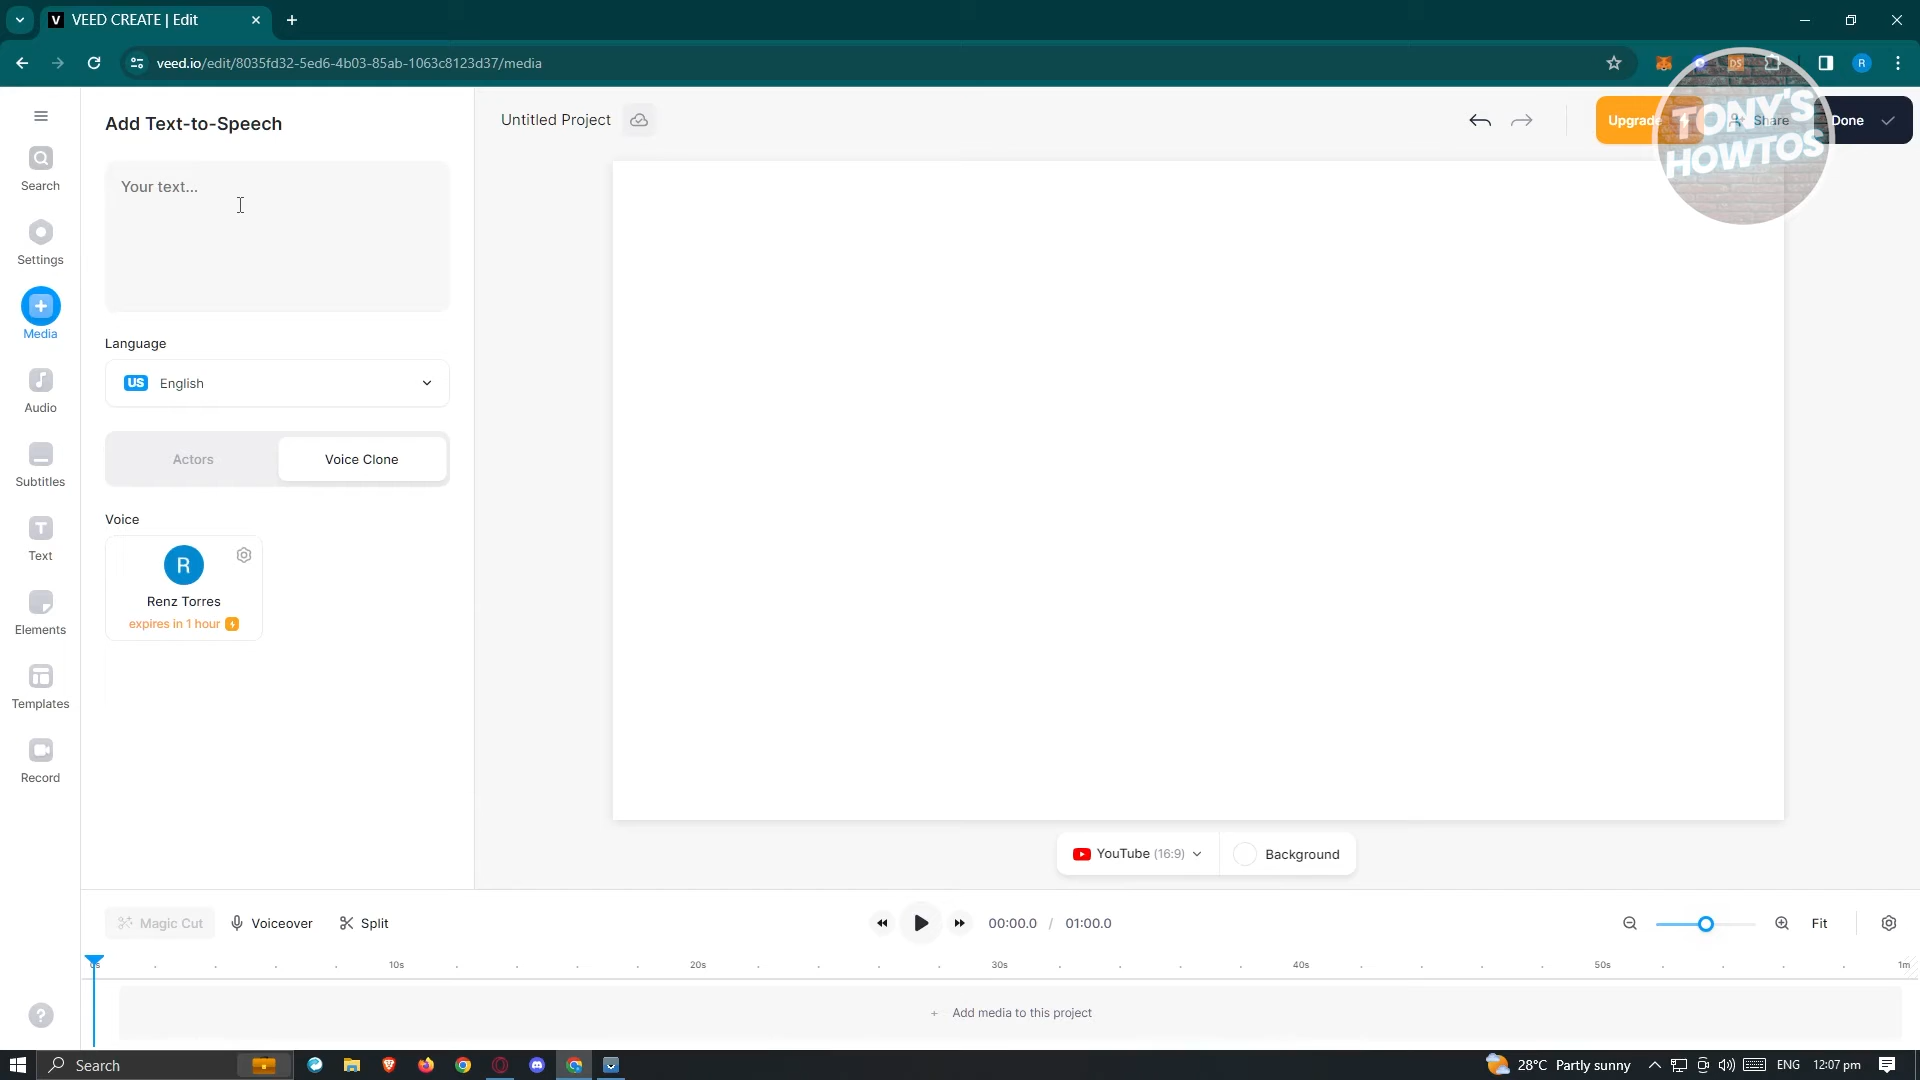 VEED CREATE | Edit
veed.io/edit/8035fd32-5ed6-4b03-85ab-1063c8123d37/media
Add Text-to-Speech
Untitled Project
Upgrade
Share
Done
TONY'S
HOWTOS
Search
Settings
Media
Audio
Subtitles
Text
Elements
Templates
Record
Your text...
Language
US English
Actors
Voice Clone
Voice
R
Renz Torres
expires in 1 hour
YouTube (16:9)
Background
Magic Cut
Voiceover
Split
00:00.0 / 01:00.0
Fit
10s 20s 30s 40s 50s 1m
+ Add media to this project
Search
28°C Partly sunny
ENG
12:07 pm